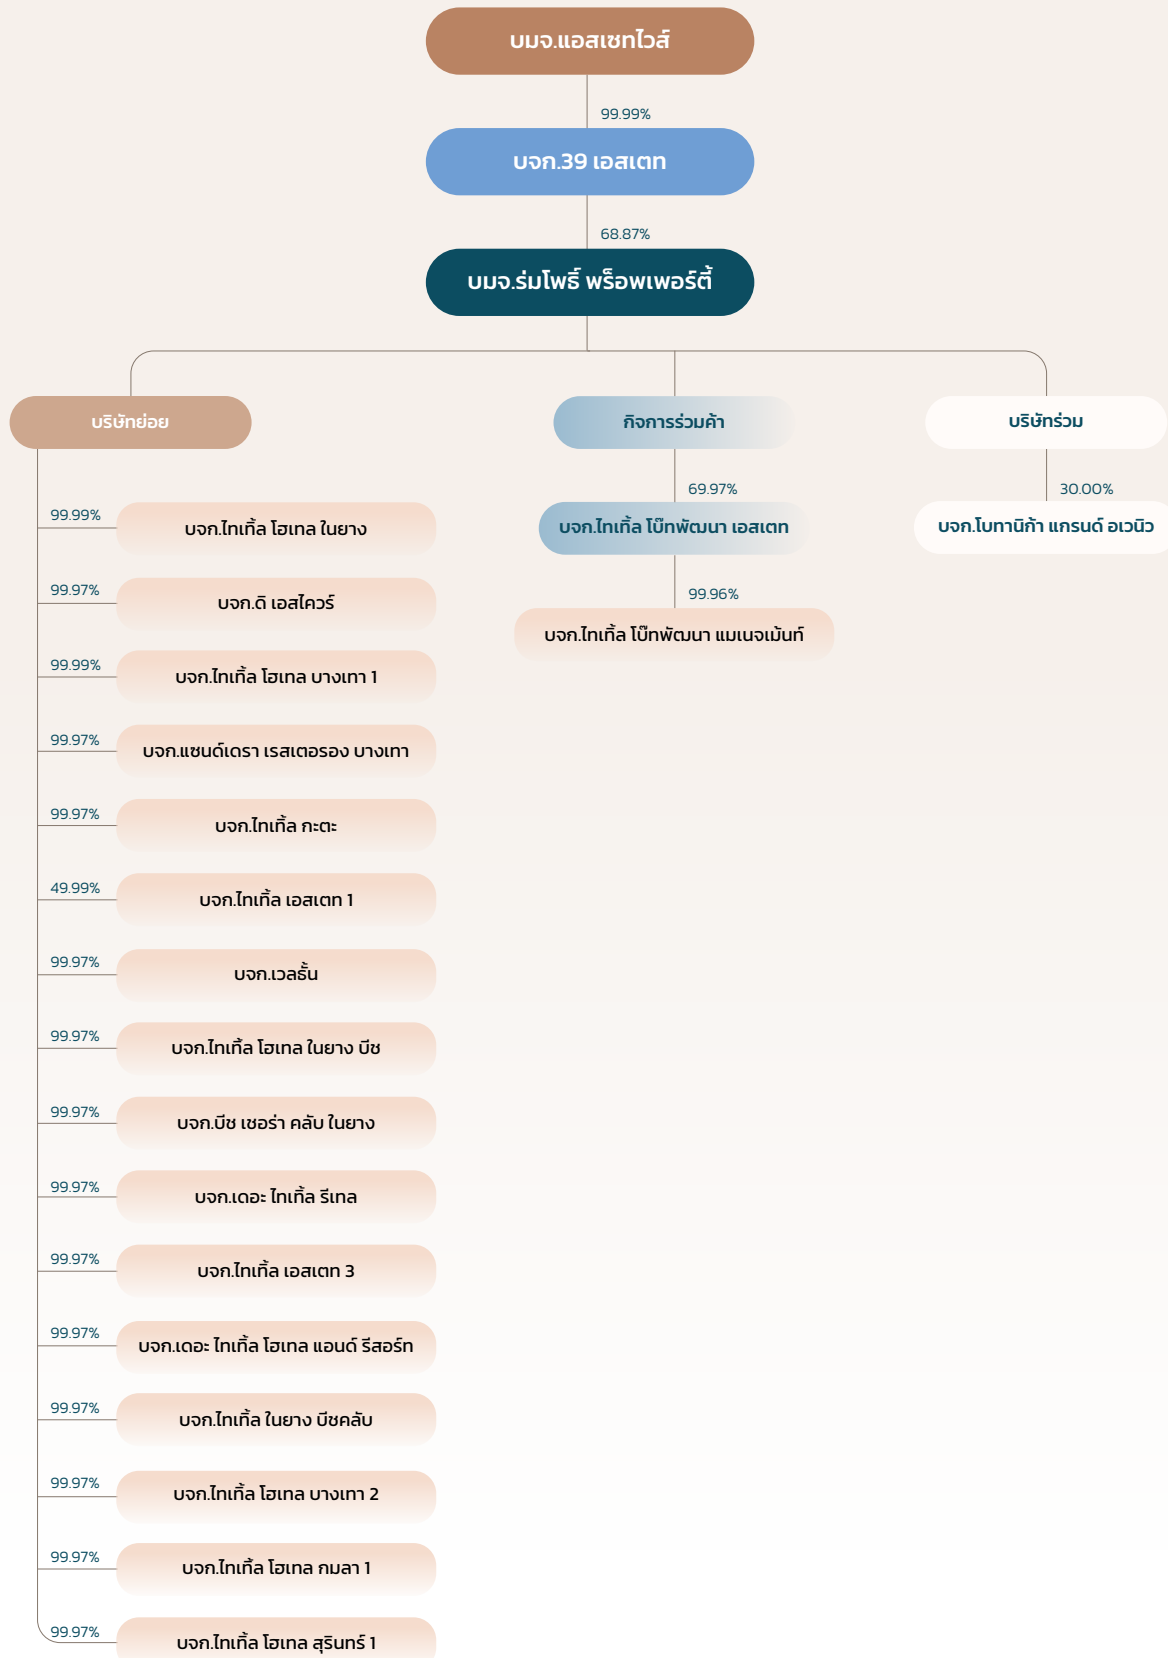 บมจ.แอสเซทไวส์
99.99%
บจก.39 เอสเตท
68.87%
บมจ.ร่มโพธิ์ พร็อพเพอร์ตี้
บริษัทย่อย
99.99%
บจก.ไทเทิ้ล โฮเทล ในยาง
99.97%
บจก.ดิ เอสไควร์
99.99%
บจก.ไทเทิ้ล โฮเทล บางเทา 1
99.97%
บจก.แซนด์เดรา เรสเตอรอง บางเทา
99.97%
บจก.ไทเทิ้ล กะตะ
49.99%
บจก.ไทเทิ้ล เอสเตท 1
99.97%
บจก.เวลธั้น
99.97%
บจก.ไทเทิ้ล โฮเทล ในยาง บีช
99.97%
บจก.บีช เชอร่า คลับ ในยาง
99.97%
บจก.เดอะ ไทเทิ้ล รีเทล
99.97%
บจก.ไทเทิ้ล เอสเตท 3
99.97%
บจก.เดอะ ไทเทิ้ล โฮเทล แอนด์ รีสอร์ท
99.97%
บจก.ไทเทิ้ล ในยาง บีชคลับ
99.97%
บจก.ไทเทิ้ล โฮเทล บางเทา 2
99.97%
บจก.ไทเทิ้ล โฮเทล กมลา 1
99.97%
บจก.ไทเทิ้ล โฮเทล สุรินทร์ 1
กิจการร่วมค้า
69.97%
บจก.ไทเทิ้ล โบ๊ทพัฒนา เอสเตท
99.96%
บจก.ไทเทิ้ล โบ๊ทพัฒนา แมเนจเม้นท์
บริษัทร่วม
30.00%
บจก.โบทานิก้า แกรนด์ อเวนิว